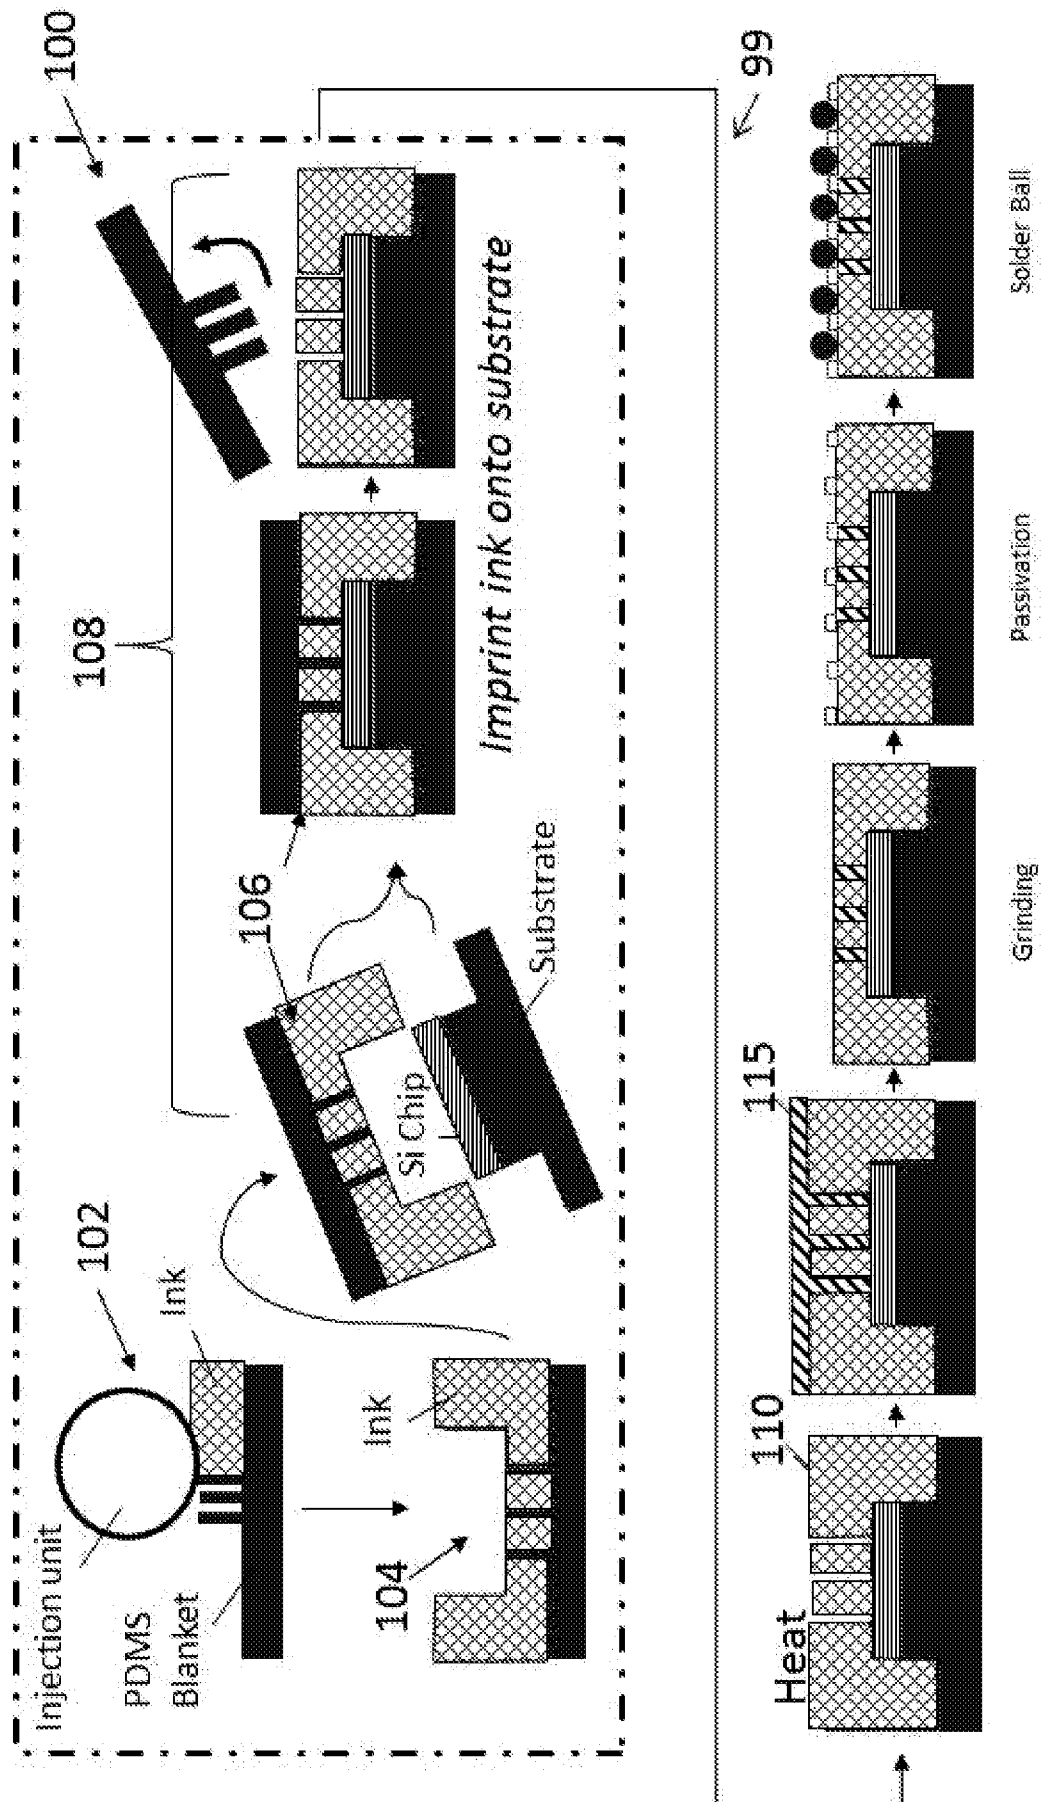 100
102
Injection unit
Ink
PDMS
Blanket
104
Ink
106
108
Si Chip
Substrate
Imprint ink onto substrate
99
Heat
110
115
Grinding
Passivation
Solder Ball